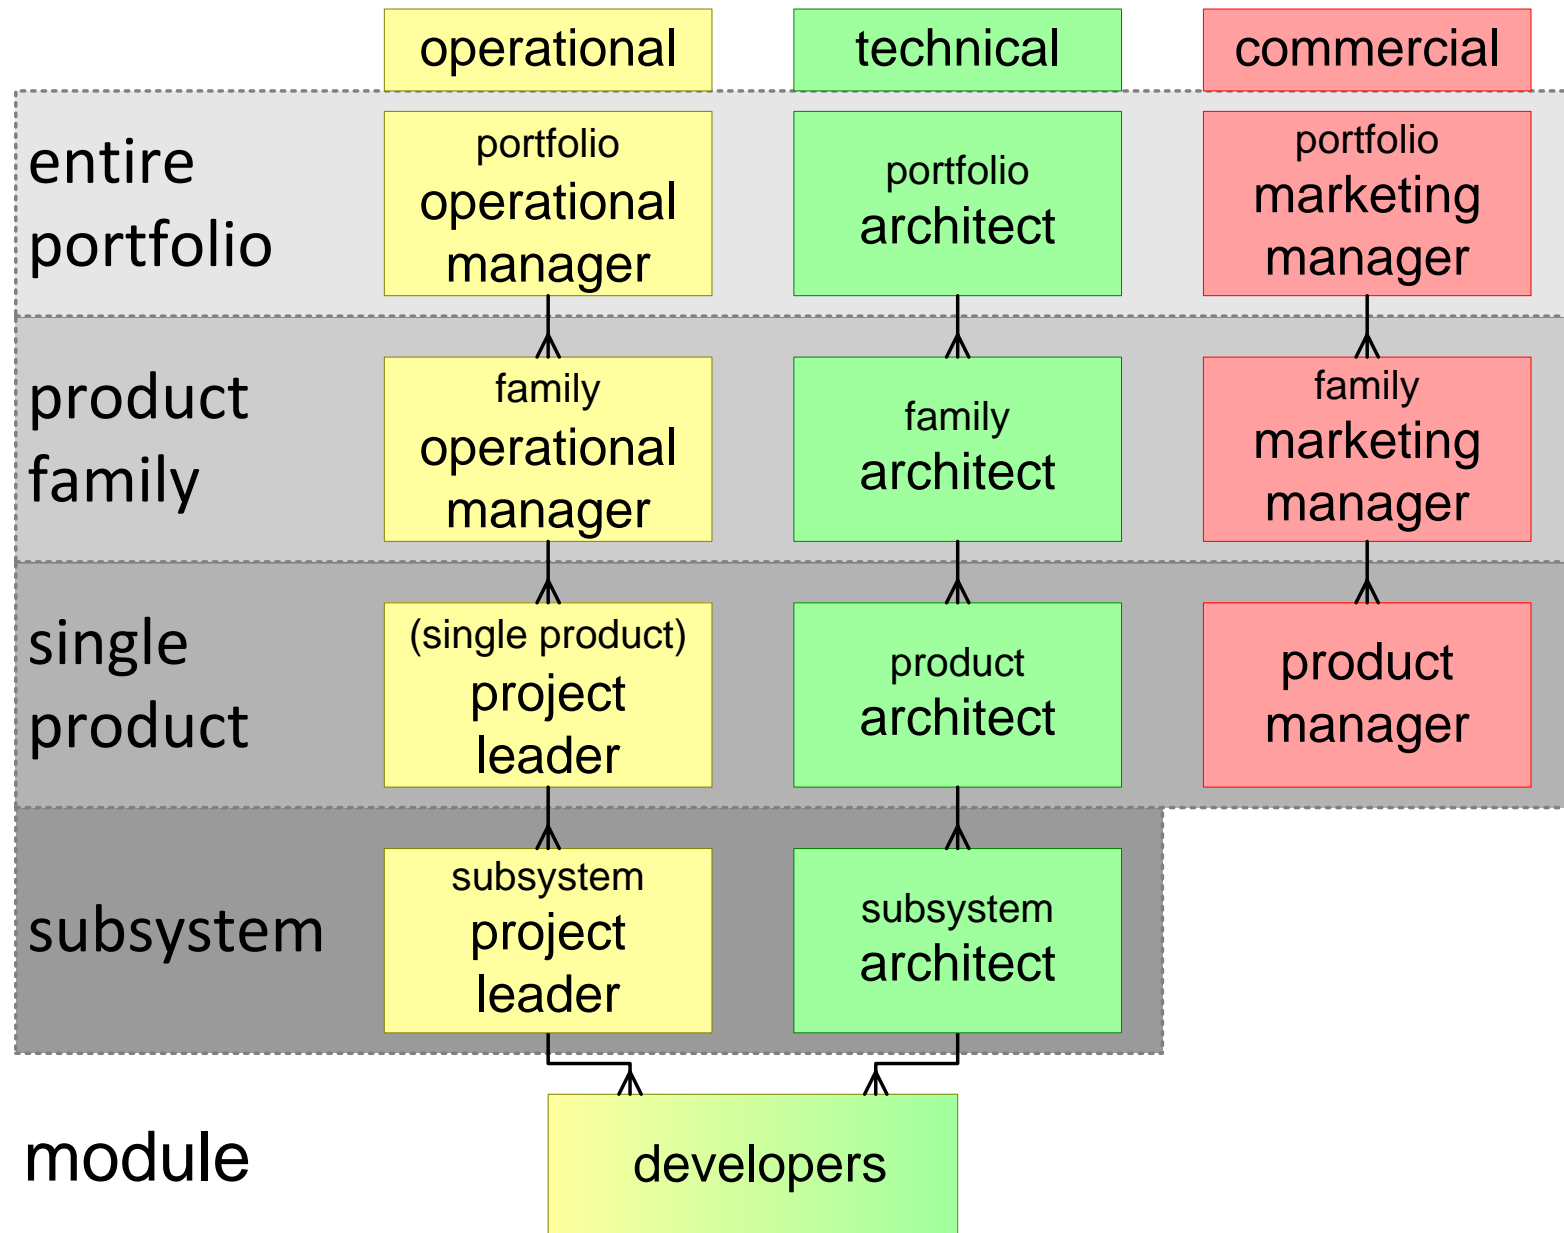 operational
technical
commercial
entire
portfolio
portfolio
operational
manager
portfolio
architect
portfolio
marketing
manager
product
family
family
operational
manager
family
architect
family
marketing
manager
single
product
(single product)
project
leader
product
architect
product
manager
subsystem
subsystem
project
leader
subsystem
architect
module
developers